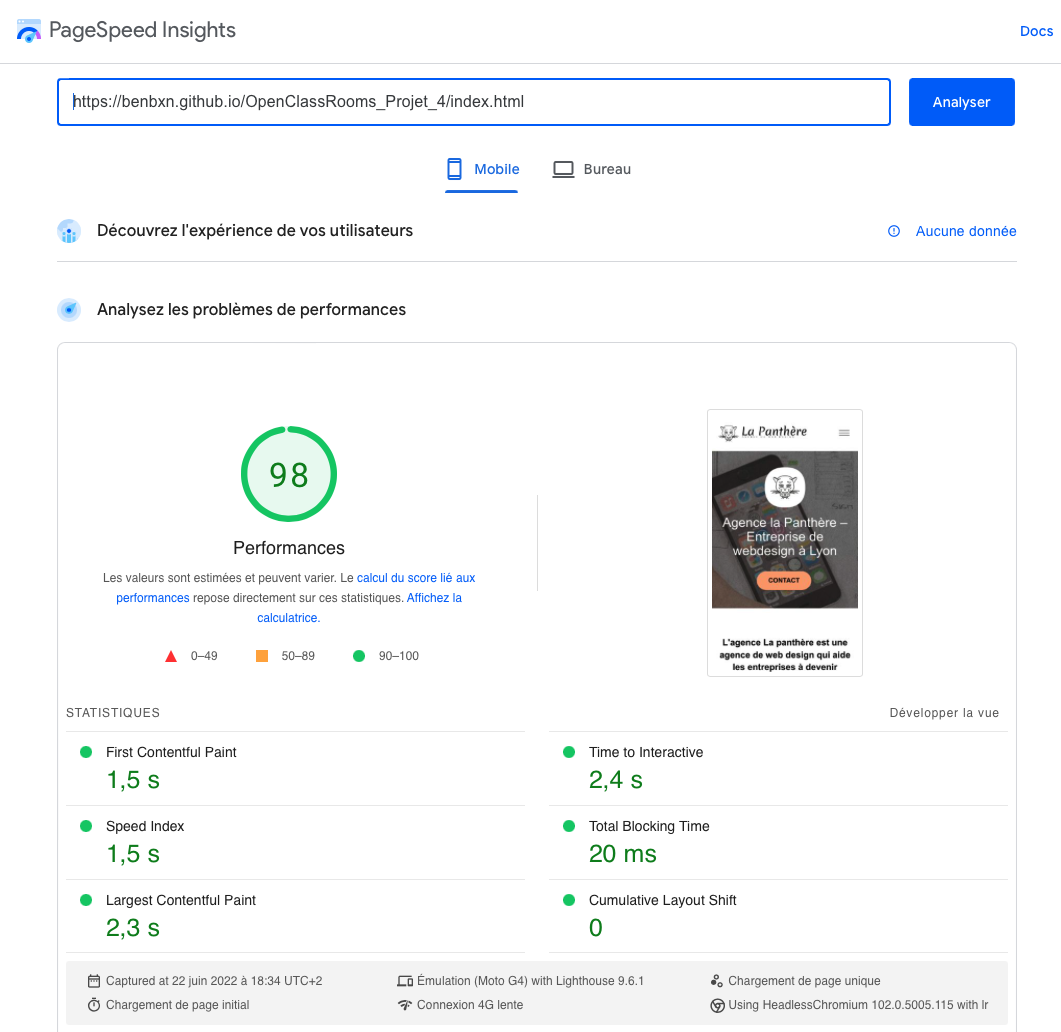 PageSpeed Insights
Docs
https://benbxn.github.io/OpenClassRooms_Projet_4/index.html
Analyser
Mobile
Bureau
Découvrez l'expérience de vos utilisateurs
Aucune donnée
Analysez les problèmes de performances
98
Performances
Les valeurs sont estimées et peuvent varier. Le calcul du score lié aux
performances repose directement sur ces statistiques. Affichez la
calculatrice.
0–49
50–89
90–100
La Panthère
Agence la Panthère –
Entreprise de
webdesign à Lyon
CONTACT
L'agence La panthère est une
agence de web design qui aide
les entreprises à devenir
STATISTIQUES
Développer la vue
First Contentful Paint
1,5 s
Time to Interactive
2,4 s
Speed Index
1,5 s
Total Blocking Time
20 ms
Largest Contentful Paint
2,3 s
Cumulative Layout Shift
0
Captured at 22 juin 2022 à 18:34 UTC+2
Émulation (Moto G4) with Lighthouse 9.6.1
Chargement de page unique
Chargement de page initial
Connexion 4G lente
Using HeadlessChromium 102.0.5005.115 with lr